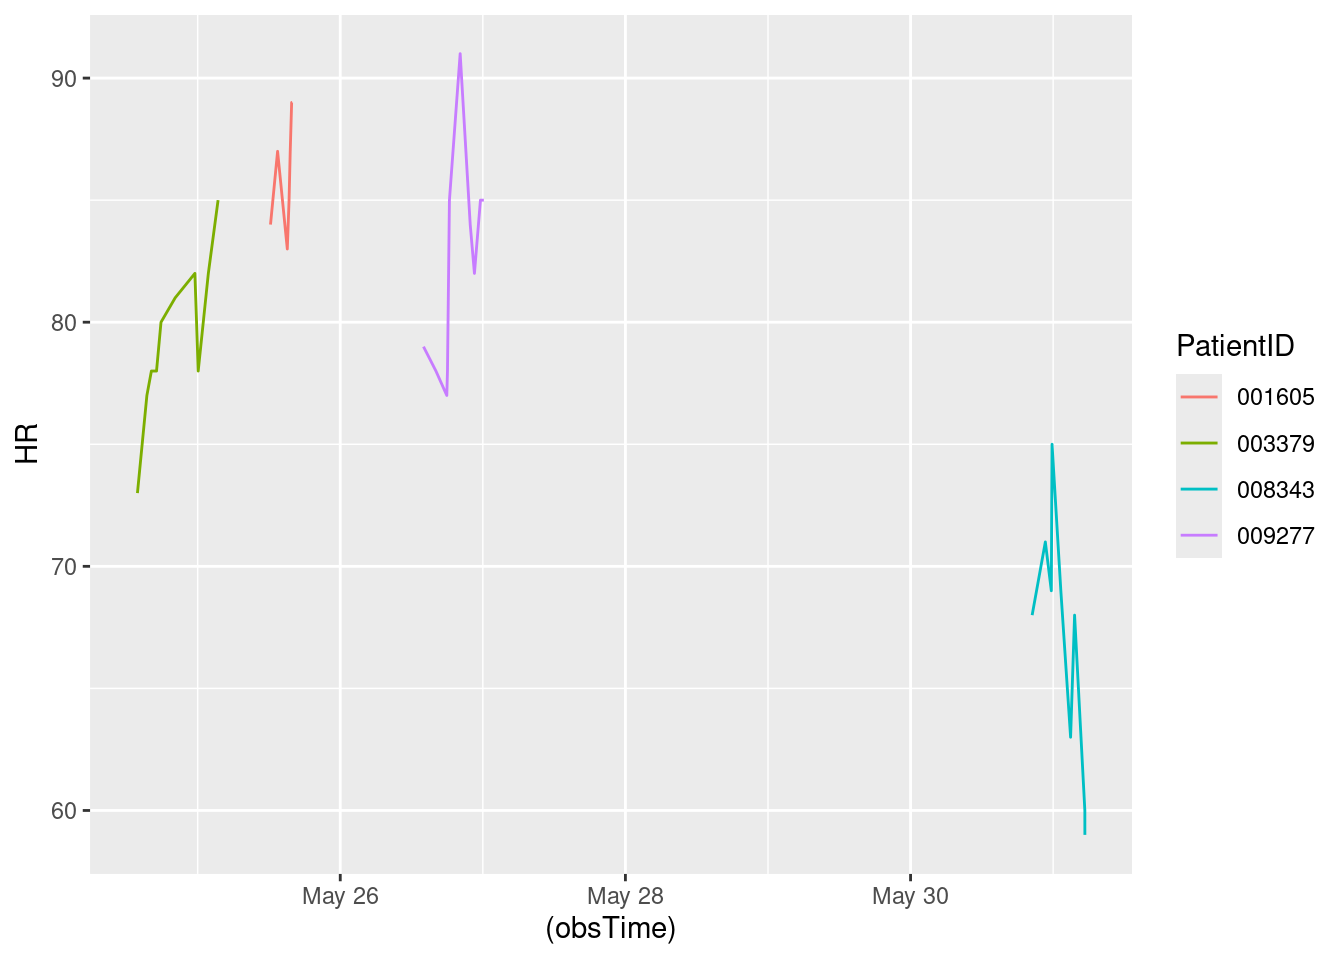 90
80
70
60
HR
May 26
May 28
May 30
(obsTime)
PatientID
001605
003379
008343
009277